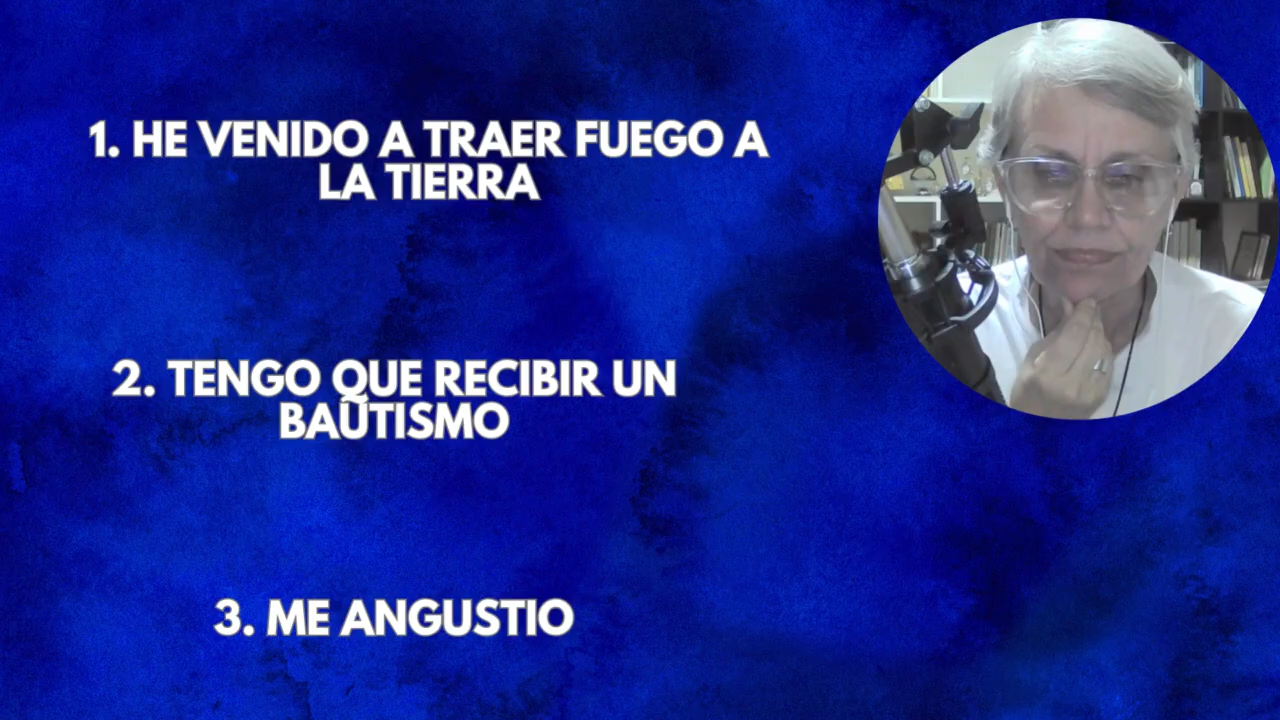 1. HE VENIDO A TRAER FUEGO A
LA TIERRA
2. TENGO QUE RECIBIR UN
BAUTISMO
3. ME ANGUSTIO